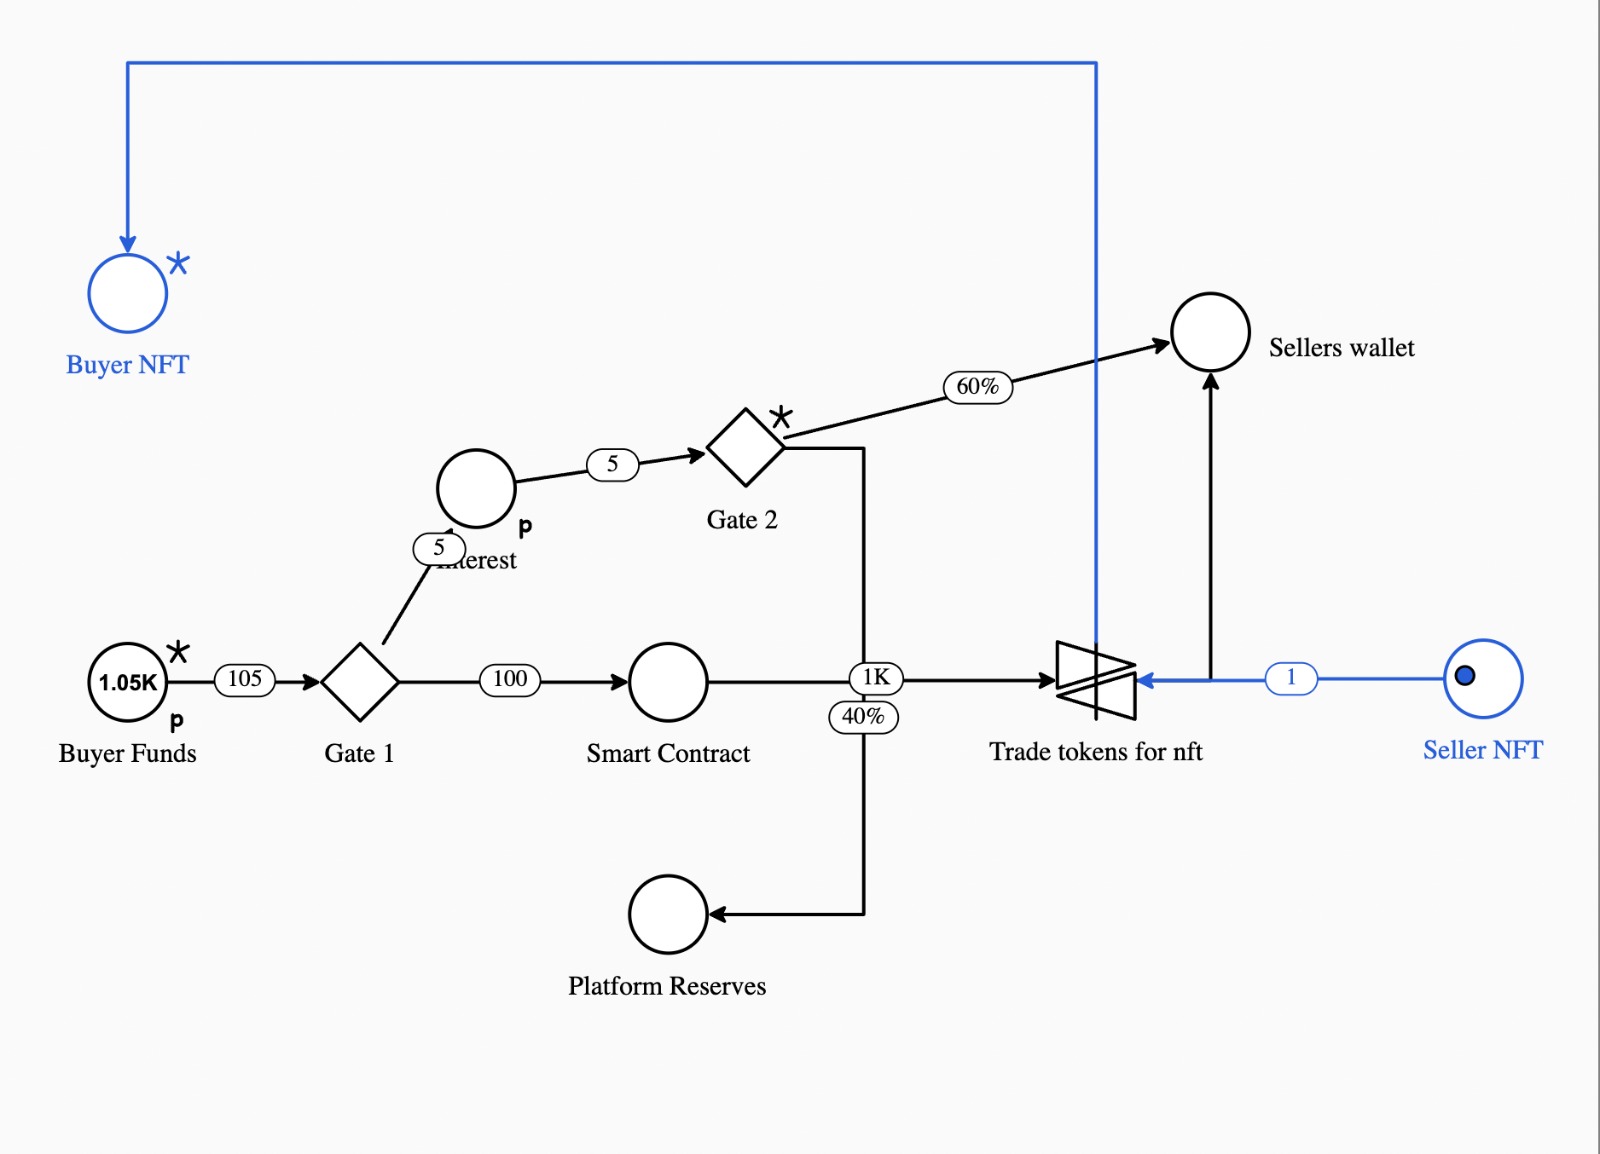 Buyer NFT
Sellers wallet
60%
5
Gate 2
p
5
1.05K
p
105
100
1K
1
40%
Buyer Funds
Gate 1
Smart Contract
Trade tokens for nft
Seller NFT
Platform Reserves